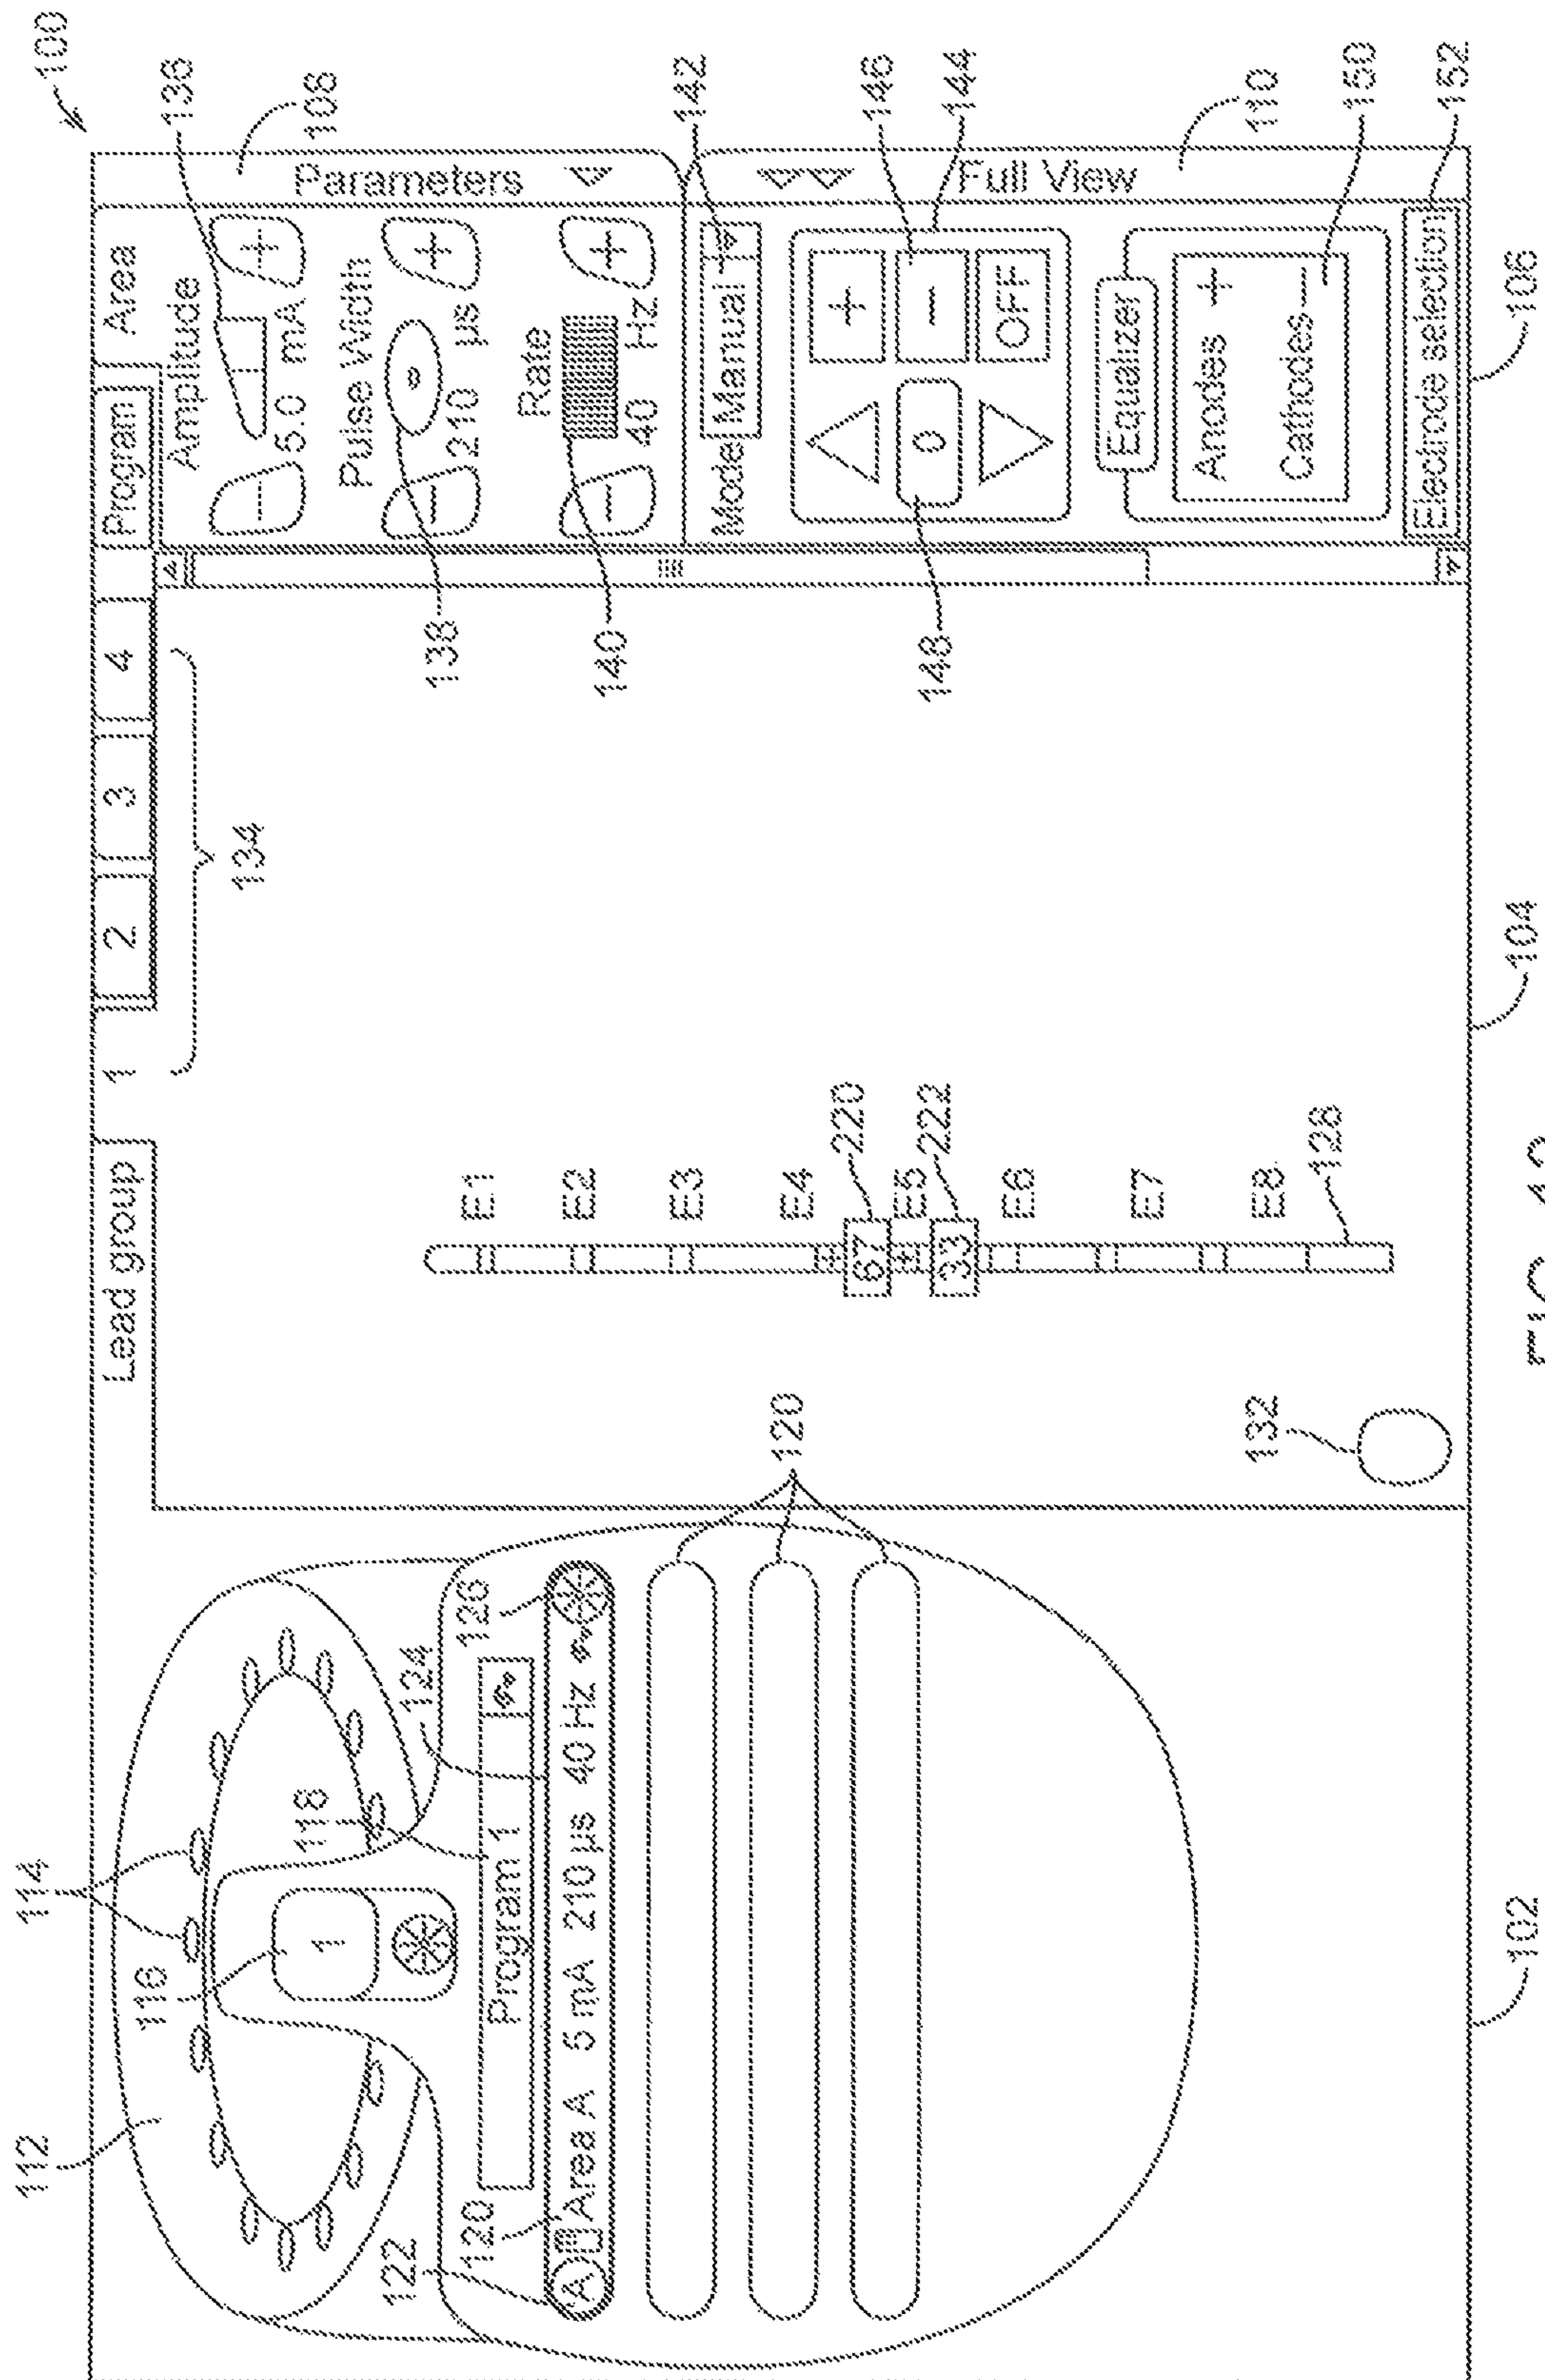 100
112
114
116
118
1
Program 1
120
122
124
126
A Area A 5 mA 210 µs 40 Hz
120
102
Lead group
1
2
3
4
134
E1
E2
E3
E4
67
220
E5
33
222
E6
E7
E8
128
132
104
Program
Area
136
Amplitude
5.0 mA
Pulse Width
210 µs
138
Rate
40 Hz
140
Parameters
108
Mode
Manual
142
+
−
OFF
0
146
144
148
Full View
110
Equalizer
Anodes +
Cathodes −
150
Electrode selection
152
106